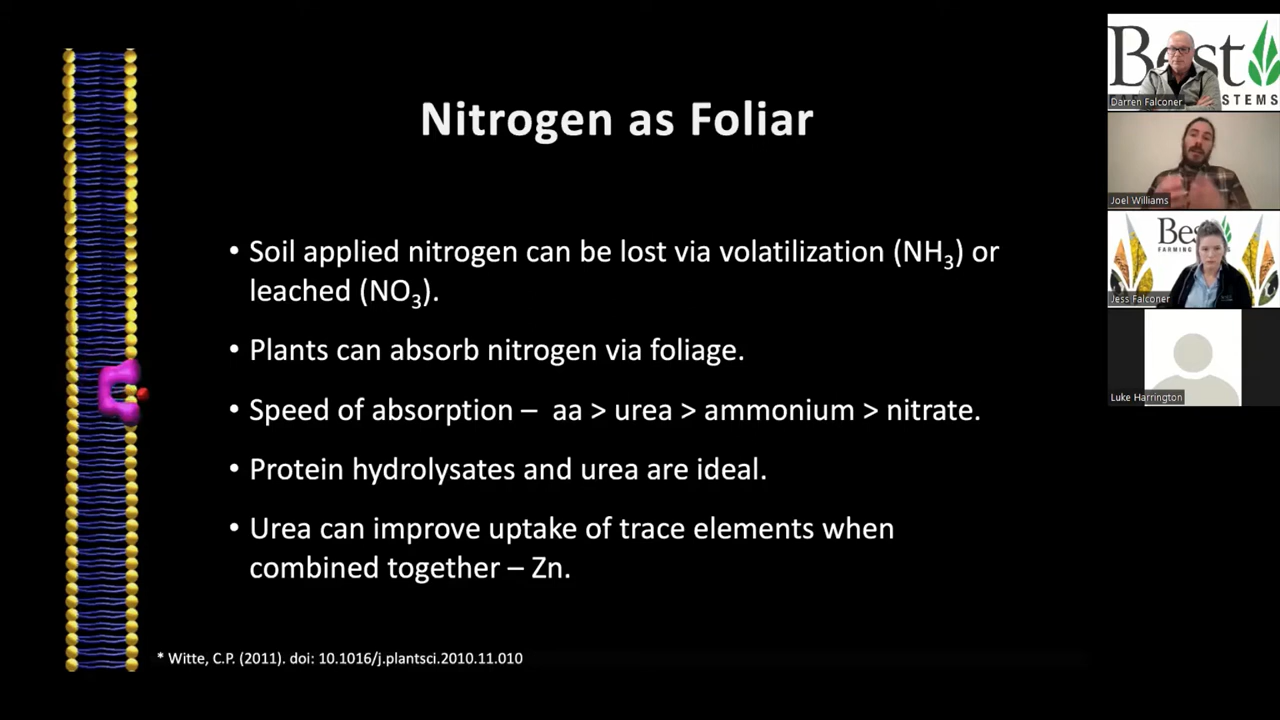 Nitrogen as Foliar
• Soil applied nitrogen can be lost via volatilization (NH₃) or
leached (NO₃).
• Plants can absorb nitrogen via foliage.
• Speed of absorption –  aa > urea > ammonium > nitrate.
• Protein hydrolysates and urea are ideal.
• Urea can improve uptake of trace elements when
combined together – Zn.
* Witte, C.P. (2011). doi: 10.1016/j.plantsci.2010.11.010
Best
STEMS
Darren Falconer
Joel Williams
Best
FARMING
Jess Falconer
Luke Harrington